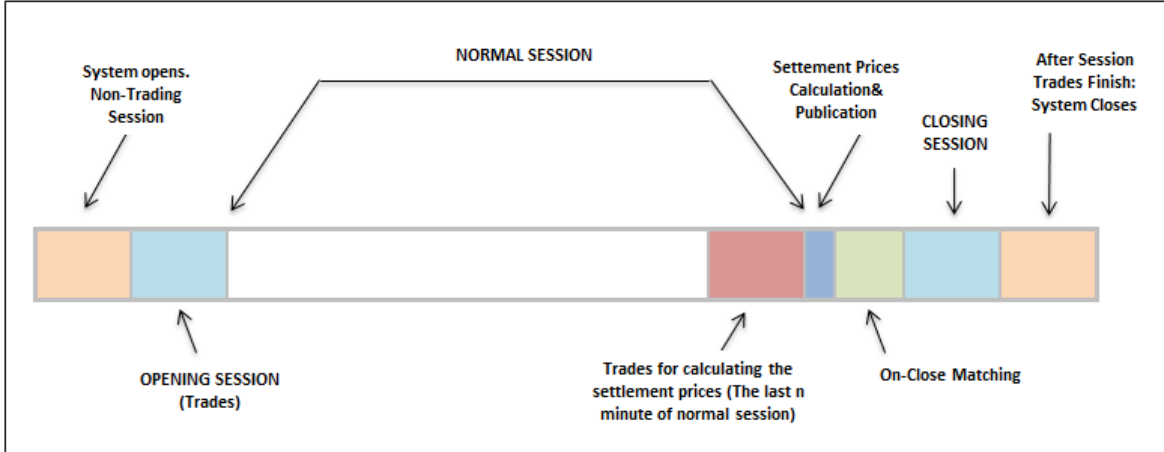 System opens.
Non-Trading
Session
NORMAL SESSION
Settement Prices
Calculation&
Publication
CLOSING
SESSION
After Session
Trades Finish:
System Closes
OPENING SESSION
(Trades)
Trades for calculating the
settlement prices (The last n
minute of normal session)
On-Close Matching